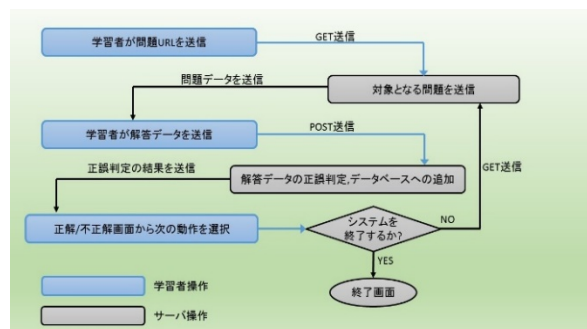 学習者が問題URLを送信
GET送信
問題データを送信
対象となる問題を送信
学習者が解答データを送信
POST送信
GET送信
正誤判定の結果を送信
解答データの正誤判定,データベースへの追加
正解/不正解画面から次の動作を選択
システムを
終了するか?
NO
YES
終了画面
学習者操作
サーバ操作